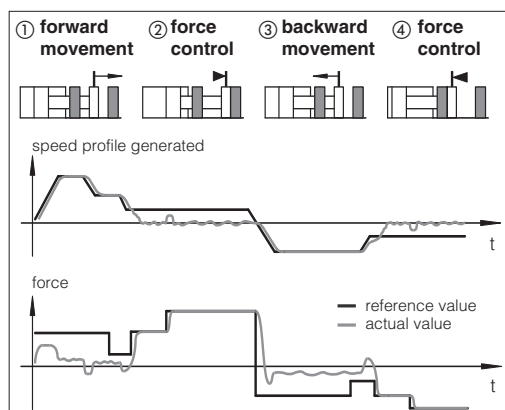 ① forward movement
② force control
③ backward movement
④ force control
speed profile generated
t
force
reference value
actual value
t